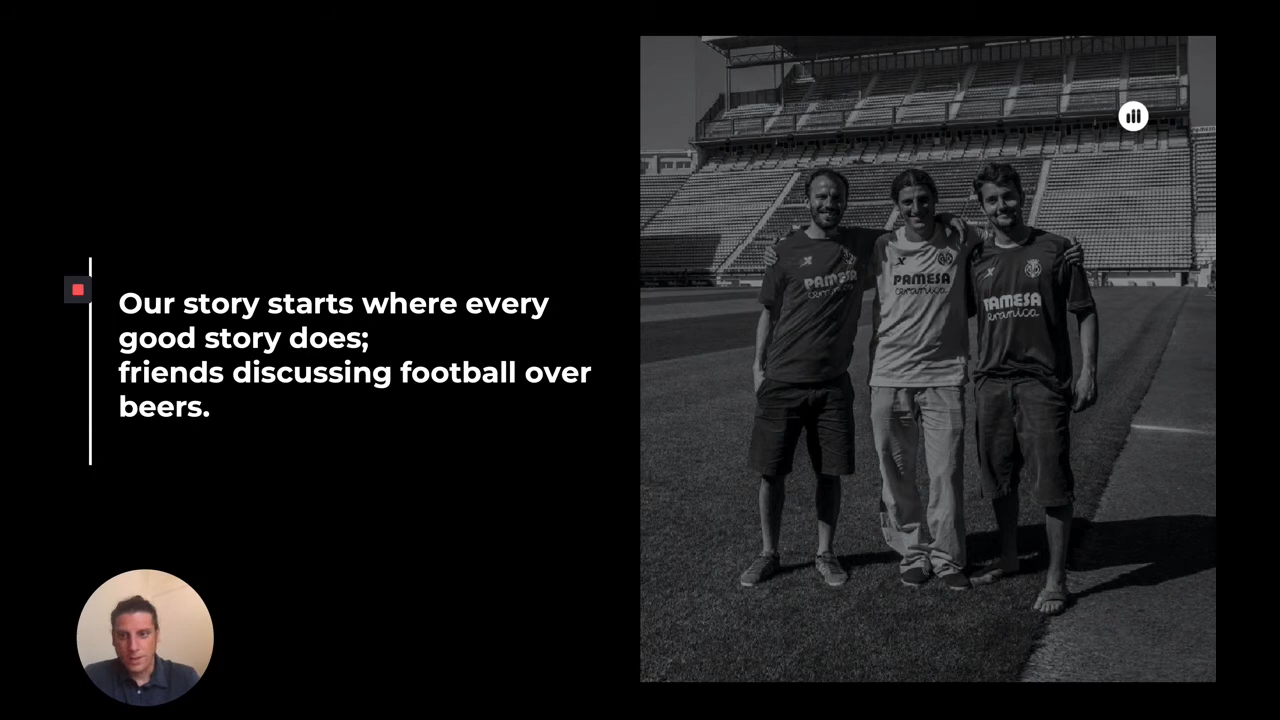 Our story starts where every
good story does;
friends discussing football over
beers.
PAMESA
cerámica
PAMESA
cerámica
PAMESA
cerámica